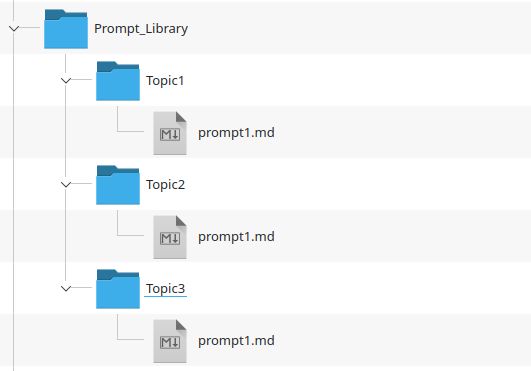 Prompt_Library
Topic1
M↓ prompt1.md
Topic2
M↓ prompt1.md
Topic3
M↓ prompt1.md